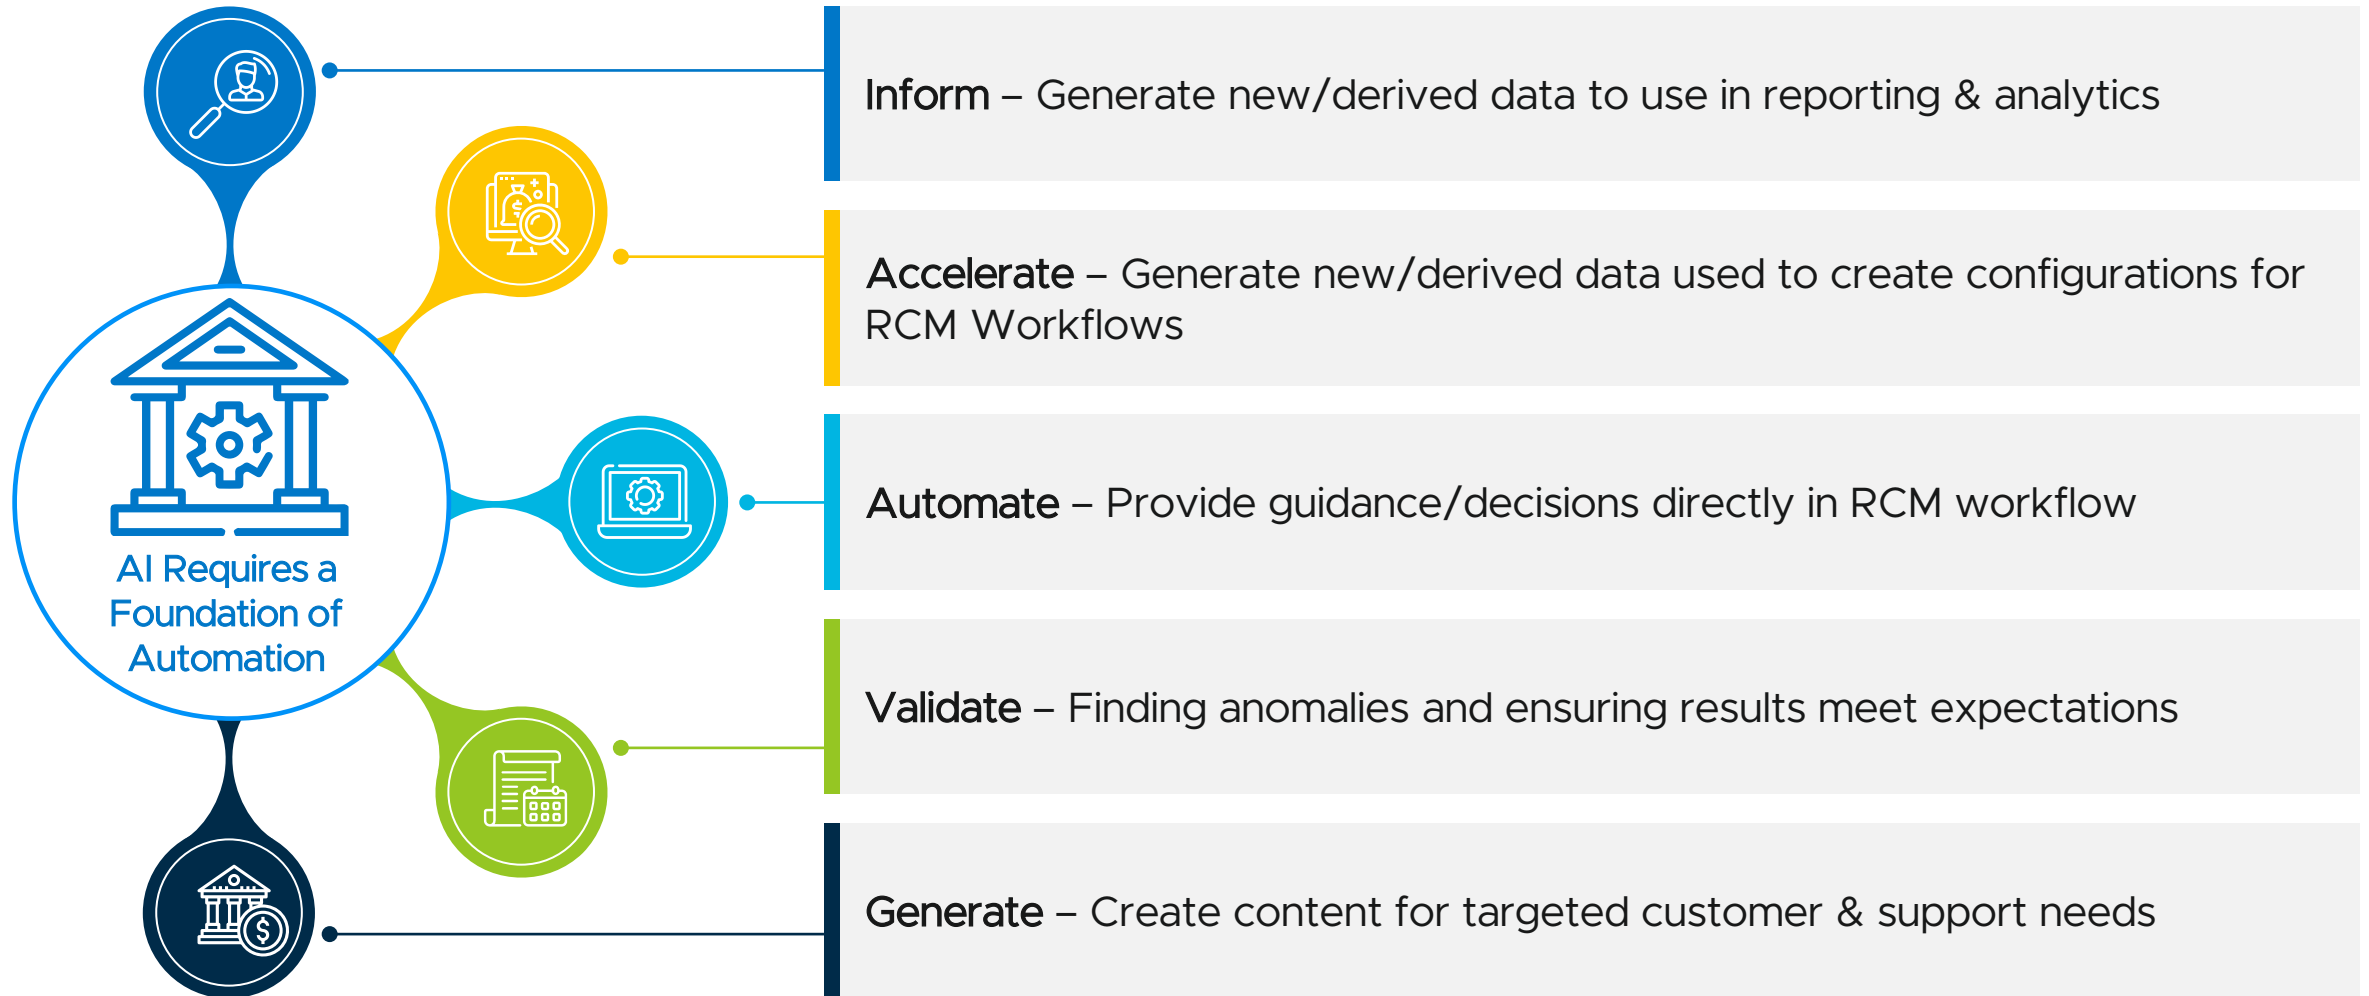 AI Requires a
Foundation of
Automation
Inform – Generate new/derived data to use in reporting & analytics
Accelerate – Generate new/derived data used to create configurations for
RCM Workflows
Automate – Provide guidance/decisions directly in RCM workflow
Validate – Finding anomalies and ensuring results meet expectations
Generate – Create content for targeted customer & support needs